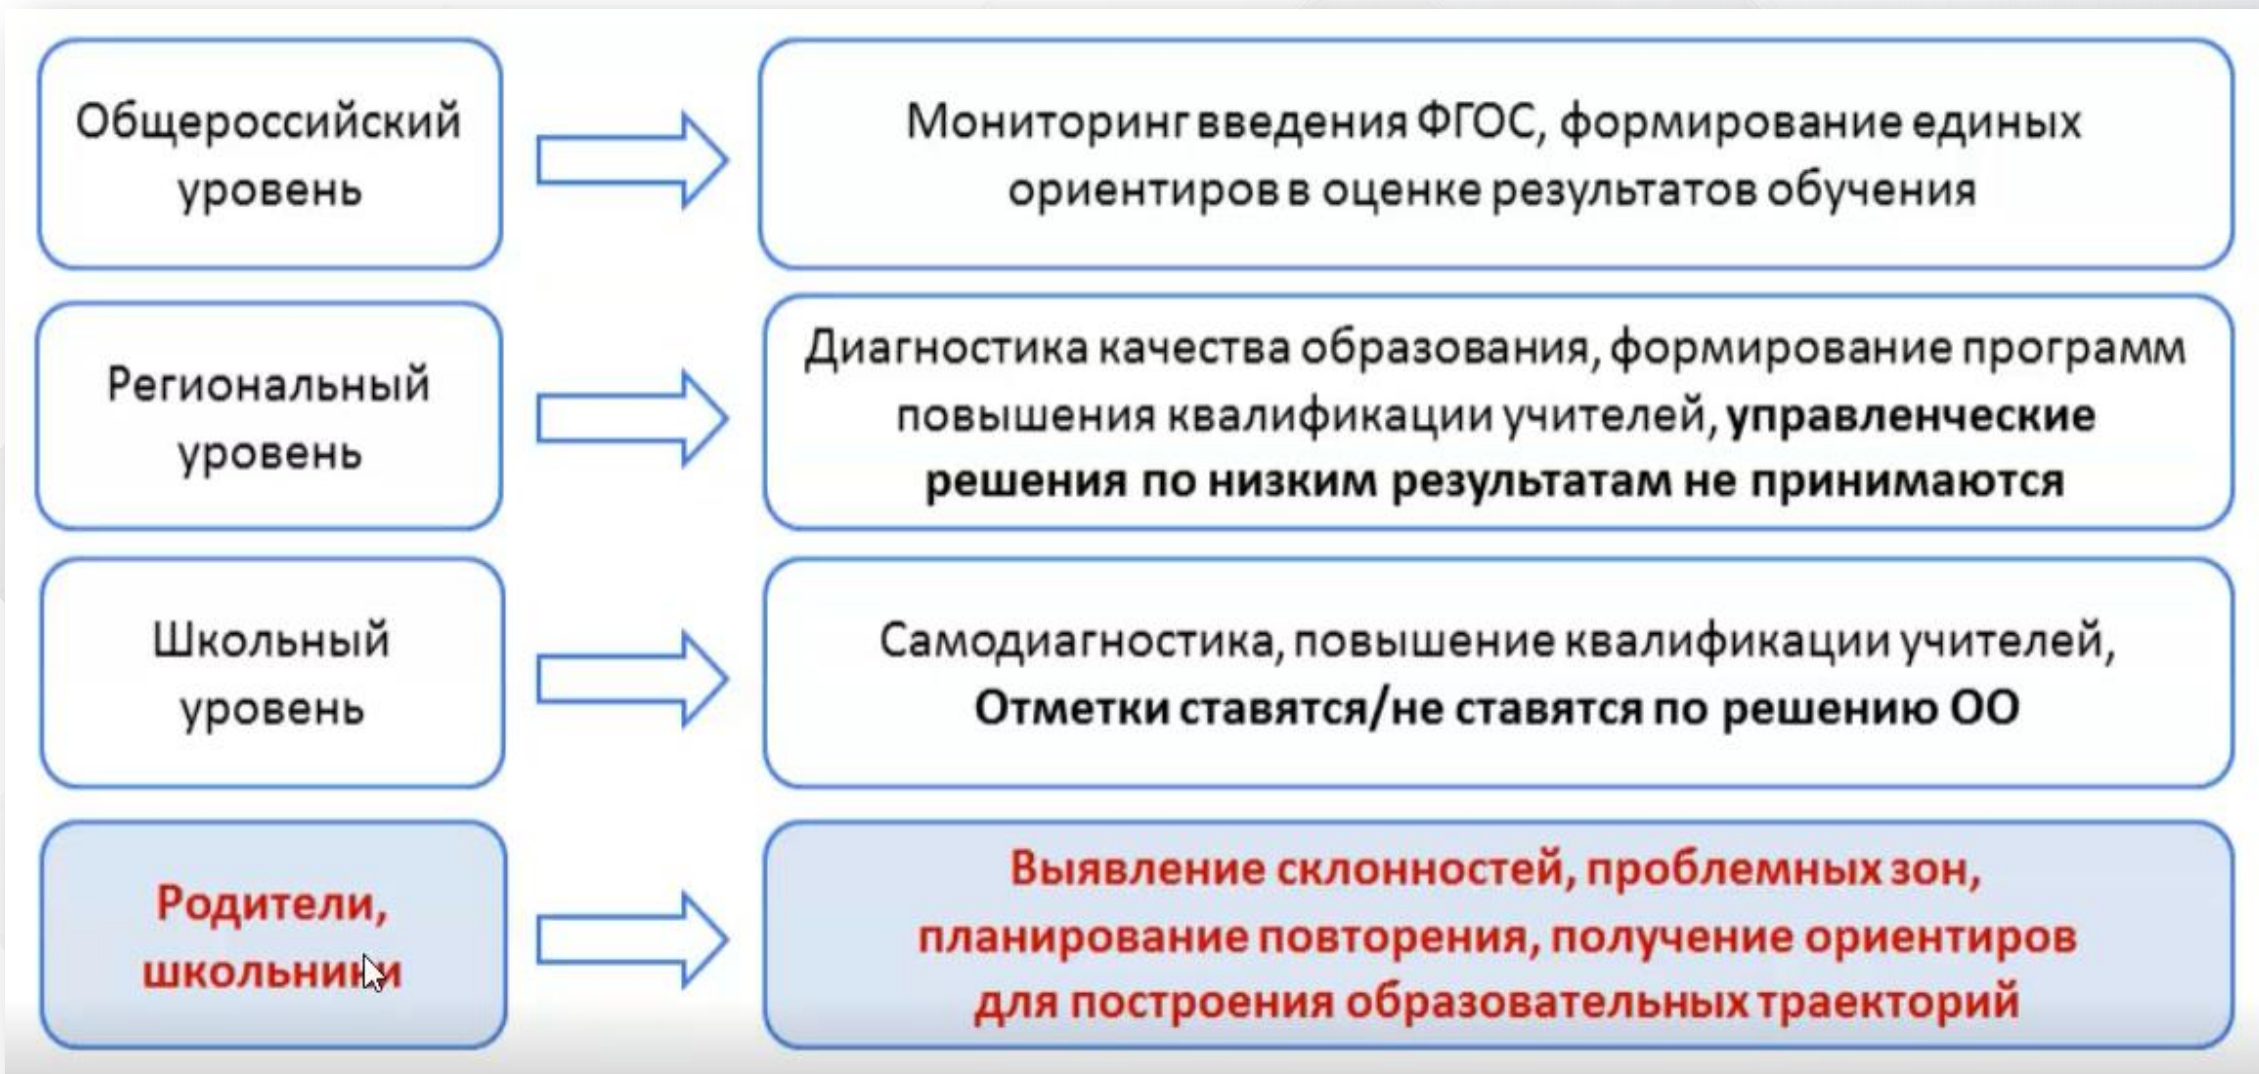 Общероссийский
уровень
Мониторинг введения ФГОС, формирование единых
ориентиров в оценке результатов обучения
Региональный
уровень
Диагностика качества образования, формирование программ
повышения квалификации учителей, управленческие
решения по низким результатам не принимаются
Школьный
уровень
Самодиагностика, повышение квалификации учителей,
Отметки ставятся/не ставятся по решению ОО
Родители,
школьники
Выявление склонностей, проблемных зон,
планирование повторения, получение ориентиров
для построения образовательных траекторий